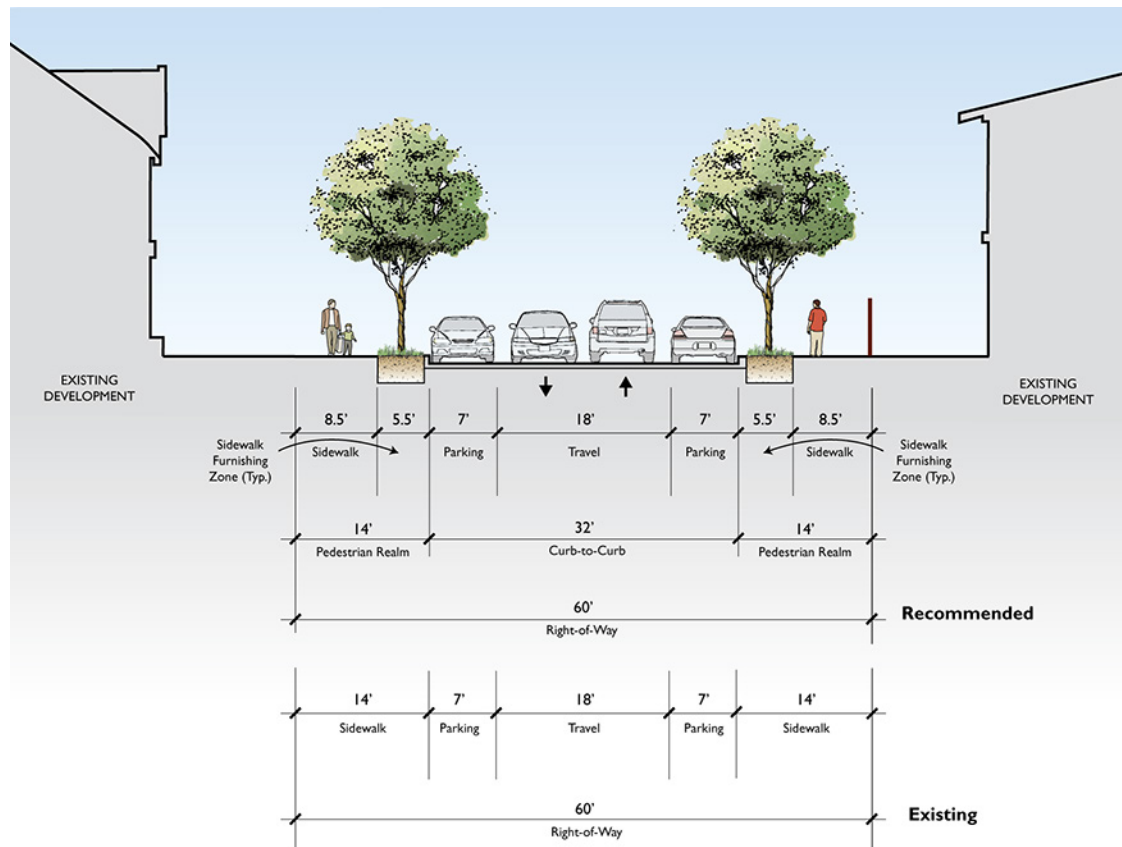 EXISTING
DEVELOPMENT
EXISTING
DEVELOPMENT
8.5' 5.5' 7' 18' 7' 5.5' 8.5'
Sidewalk
Furnishing
Zone (Typ.)
Sidewalk Parking Travel Parking Sidewalk
Sidewalk
Furnishing
Zone (Typ.)
14' 32' 14'
Pedestrian Realm Curb-to-Curb Pedestrian Realm
60'
Right-of-Way
Recommended
14' 7' 18' 7' 14'
Sidewalk Parking Travel Parking Sidewalk
60'
Right-of-Way
Existing